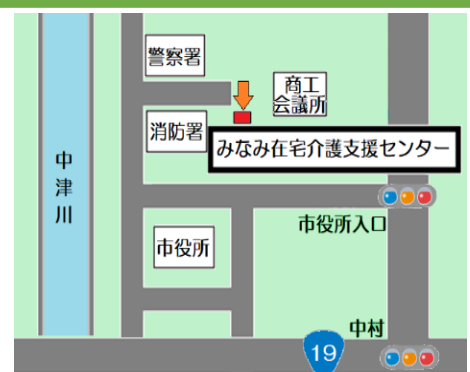 警察署
商工
会議所
消防署
みなみ在宅介護支援センター
中津川
市役所入口
市役所
中村
19